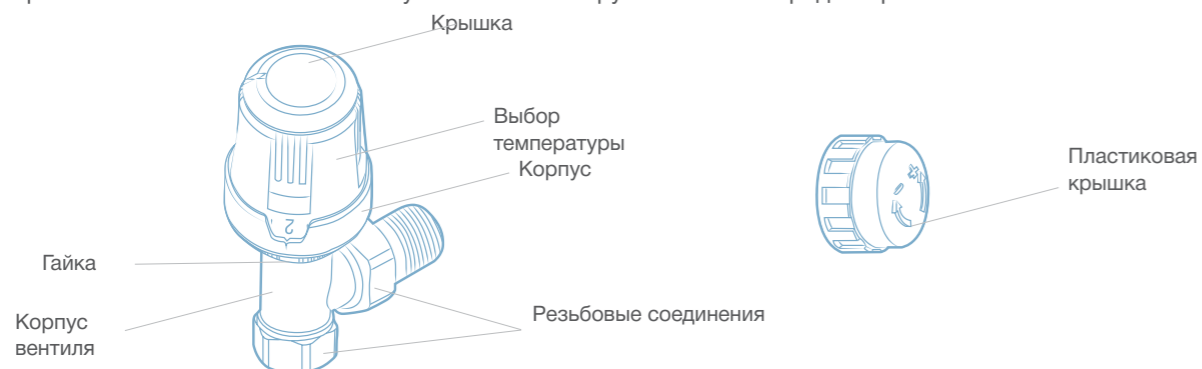 Крышка
Выбор
температуры
Корпус
Пластиковая
крышка
Гайка
Резьбовые соединения
Корпус
вентиля
2